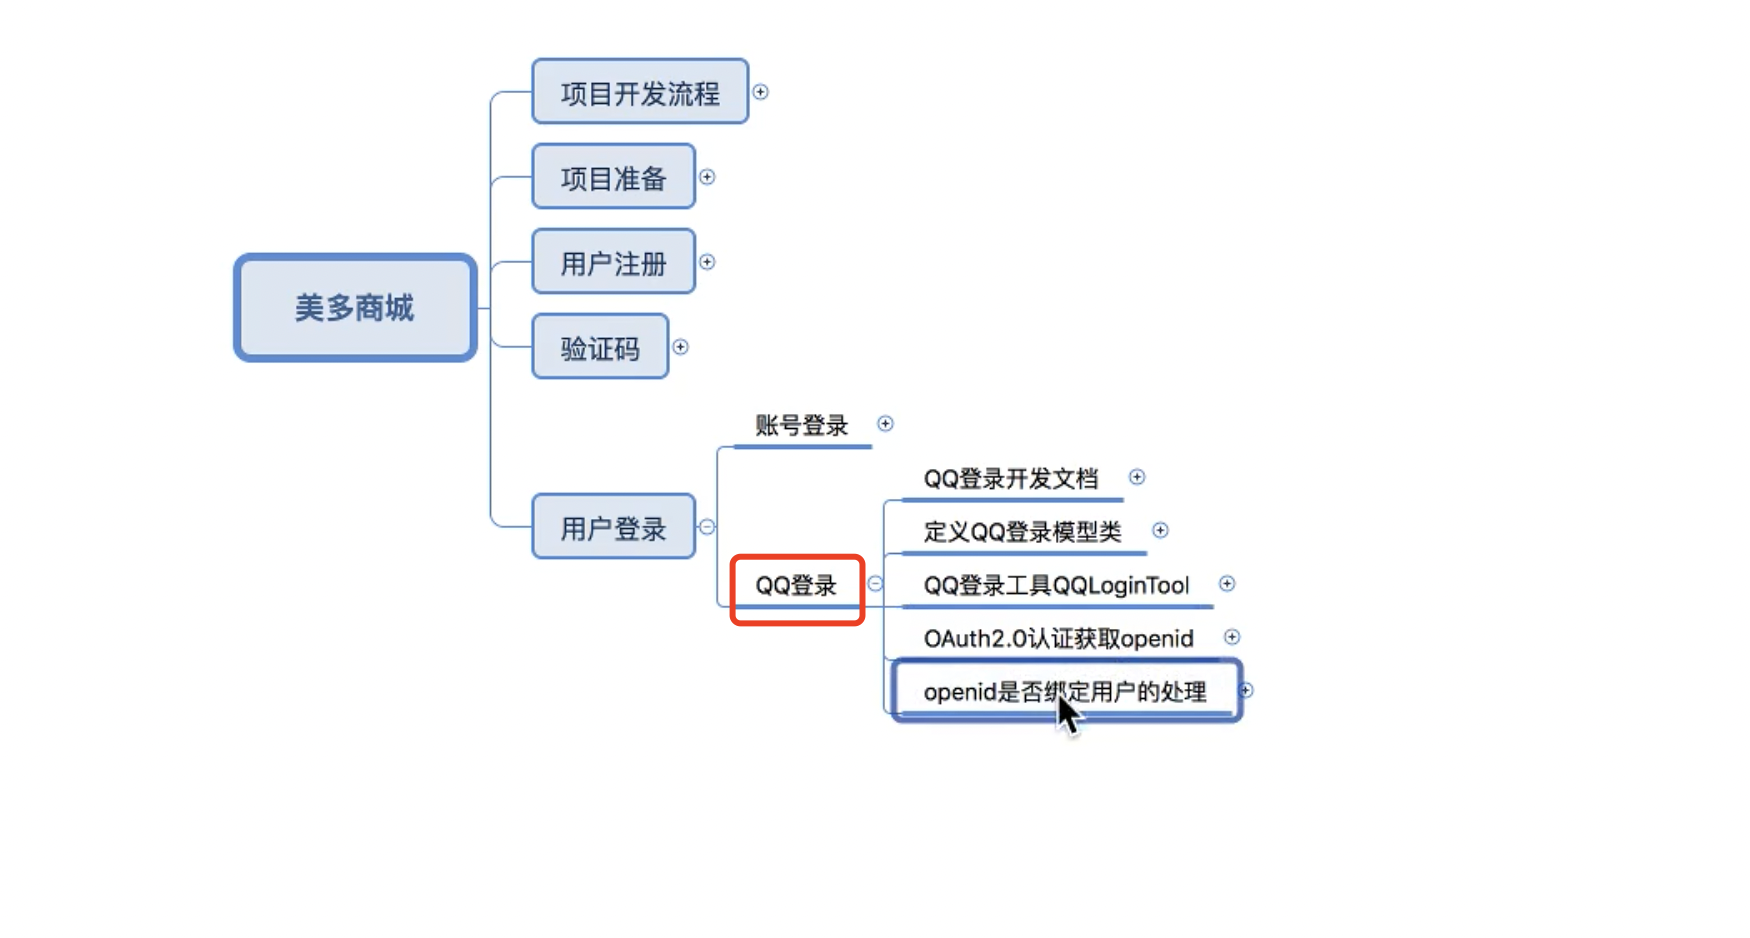 美多商城
项目开发流程
项目准备
用户注册
验证码
用户登录
账号登录
QQ登录
QQ登录开发文档
定义QQ登录模型类
QQ登录工具QQLoginTool
OAuth2.0认证获取openid
openid是否绑定用户的处理